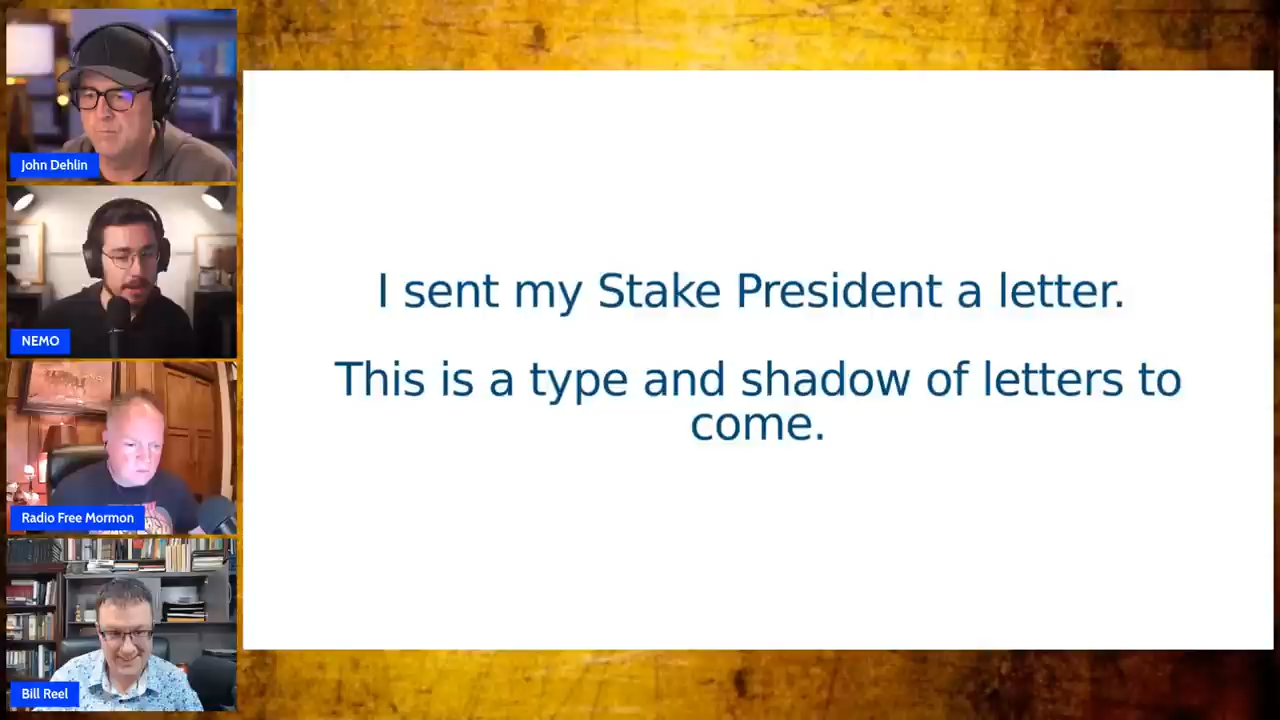 John Dehlin
NEMO
Radio Free Mormon
Bill Reel
I sent my Stake President a letter.
This is a type and shadow of letters to
come.